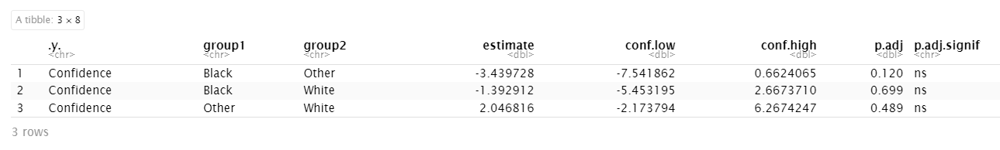 A tibble: 3 × 8
.y. group1 group2 estimate conf.low conf.high p.adj p.adj.signif
<chr> <chr> <chr> <dbl> <dbl> <dbl> <dbl> <chr>
1 Confidence Black Other -3.439728 -7.541862 0.6624065 0.120 ns
2 Confidence Black White -1.392912 -5.453195 2.6673710 0.699 ns
3 Confidence Other White 2.046816 -2.173794 6.2674247 0.489 ns
3 rows